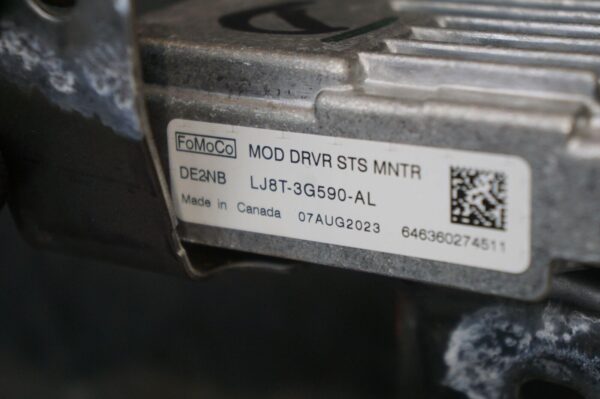 FoMoCo MOD DRVR STS MNTR
DE2NB LJ8T-3G590-AL
Made in Canada 07AUG2023 646360274511